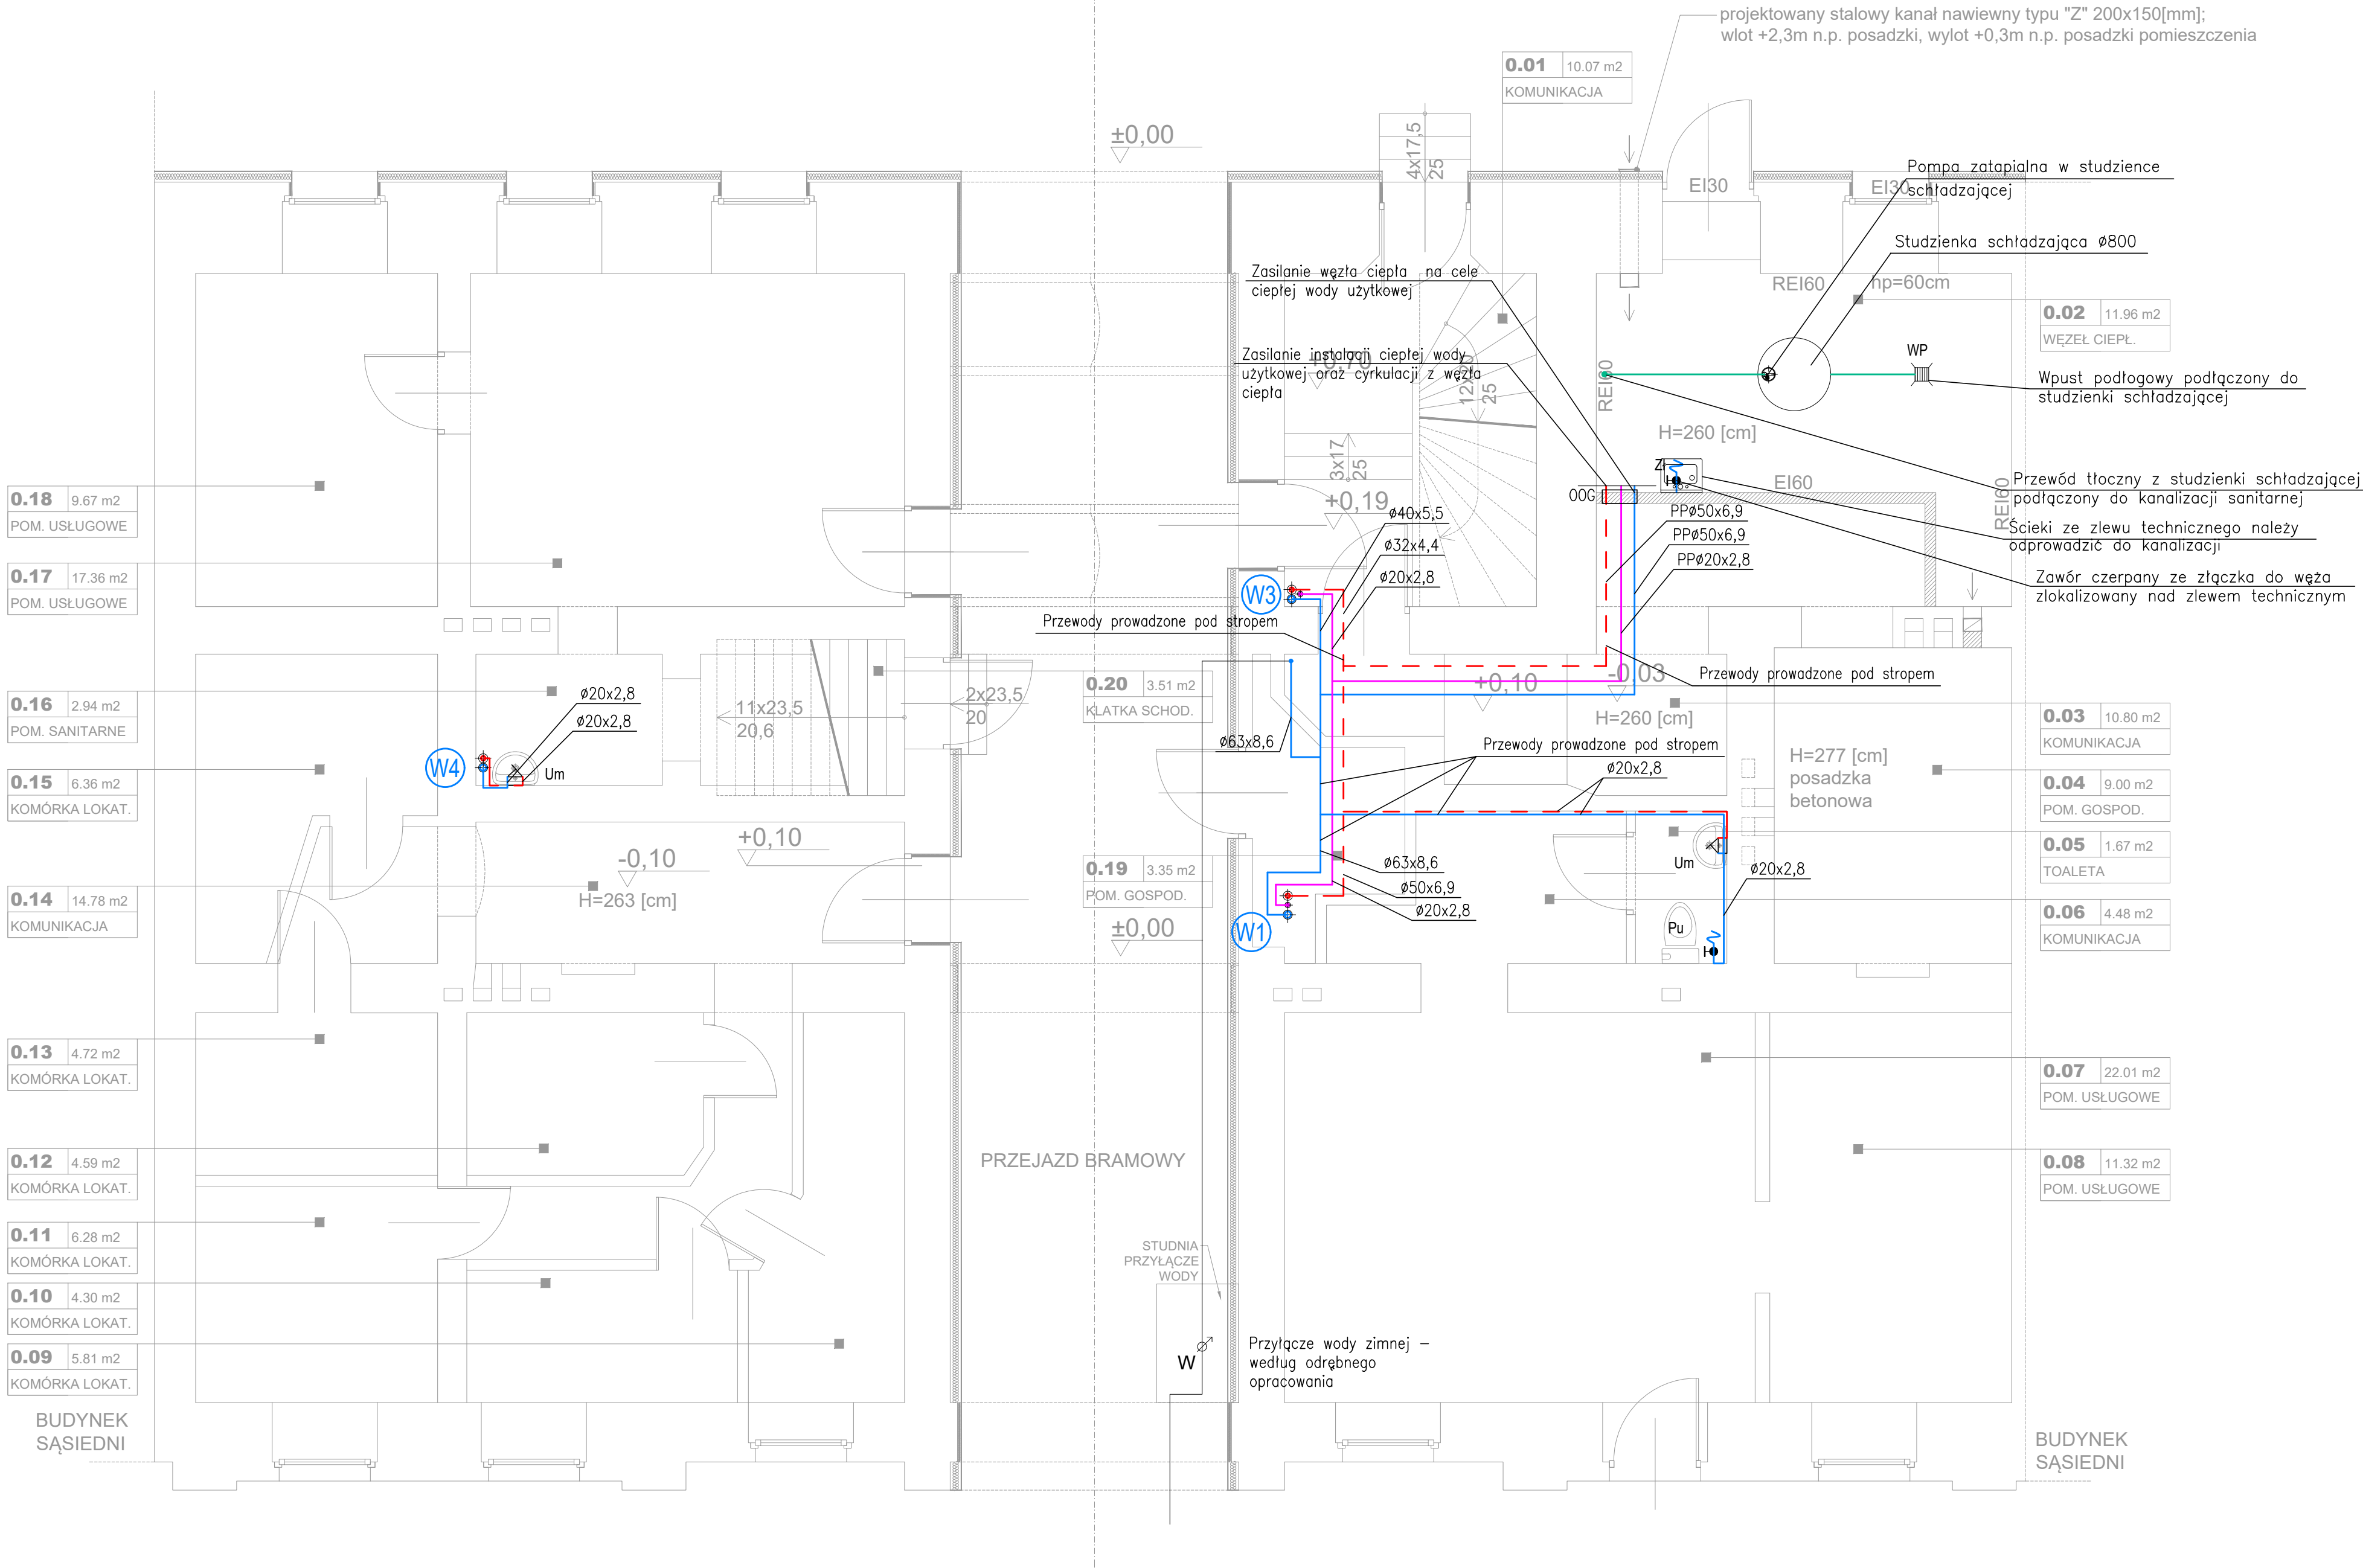 projektowany stalowy kanał nawiewny typu "Z" 200x150[mm];
wlot +2,3m n.p. posadzki, wylot +0,3m n.p. posadzki pomieszczenia
0.01 10.07 m2
KOMUNIKACJA
±0,00
4x17,5
25
EI30
EI30
Pompa zatapialna w studzience
schładzającej
Studzienka schładzająca ø800
REI60
hp=60cm
0.02 11.96 m2
WĘZEŁ CIEPŁ.
Zasilanie węzła ciepła na cele
ciepłej wody użytkowej
Zasilanie instalacji ciepłej wody
użytkowej oraz cyrkulacji z węzła
ciepła
+0,70
12x20
25
REI60
WP
Wpust podłogowy podłączony do
studzienki schładzającej
H=260 [cm]
3x17
25
Zl
H
EI60
REI60
Przewód tłoczny z studzienki schładzającej
podłączony do kanalizacji sanitarnej
OOG
+0,19
ø40x5,5
ø32x4,4
ø20x2,8
PPø50x6,9
PPø50x6,9
PPø20x2,8
Ścieki ze zlewu technicznego należy
odprowadzić do kanalizacji
Zawór czerpany ze złączka do węża
zlokalizowany nad zlewem technicznym
0.18 9.67 m2
POM. USŁUGOWE
0.17 17.36 m2
POM. USŁUGOWE
W3
Przewody prowadzone pod stropem
Przewody prowadzone pod stropem
0.16 2.94 m2
POM. SANITARNE
ø20x2,8
ø20x2,8
11x23,5
20,6
2x23,5
20
0.20 3.51 m2
KLATKA SCHOD.
+0,10
-0,03
H=260 [cm]
0.03 10.80 m2
KOMUNIKACJA
ø63x8,6
Przewody prowadzone pod stropem
ø20x2,8
H=277 [cm]
posadzka
betonowa
W4
Um
0.15 6.36 m2
KOMÓRKA LOKAT.
0.04 9.00 m2
POM. GOSPOD.
+0,10
-0,10
H=263 [cm]
0.05 1.67 m2
TOALETA
Um
0.19 3.35 m2
POM. GOSPOD.
ø63x8,6
ø50x6,9
ø20x2,8
ø20x2,8
0.14 14.78 m2
KOMUNIKACJA
±0,00
W1
Pu
H
0.06 4.48 m2
KOMUNIKACJA
0.13 4.72 m2
KOMÓRKA LOKAT.
0.07 22.01 m2
POM. USŁUGOWE
0.12 4.59 m2
KOMÓRKA LOKAT.
PRZEJAZD BRAMOWY
0.08 11.32 m2
POM. USŁUGOWE
0.11 6.28 m2
KOMÓRKA LOKAT.
STUDNIA
PRZYŁĄCZE
WODY
0.10 4.30 m2
KOMÓRKA LOKAT.
0.09 5.81 m2
KOMÓRKA LOKAT.
W
Przyłącze wody zimnej –
według odrębnego
opracowania
BUDYNEK
SĄSIEDNI
BUDYNEK
SĄSIEDNI